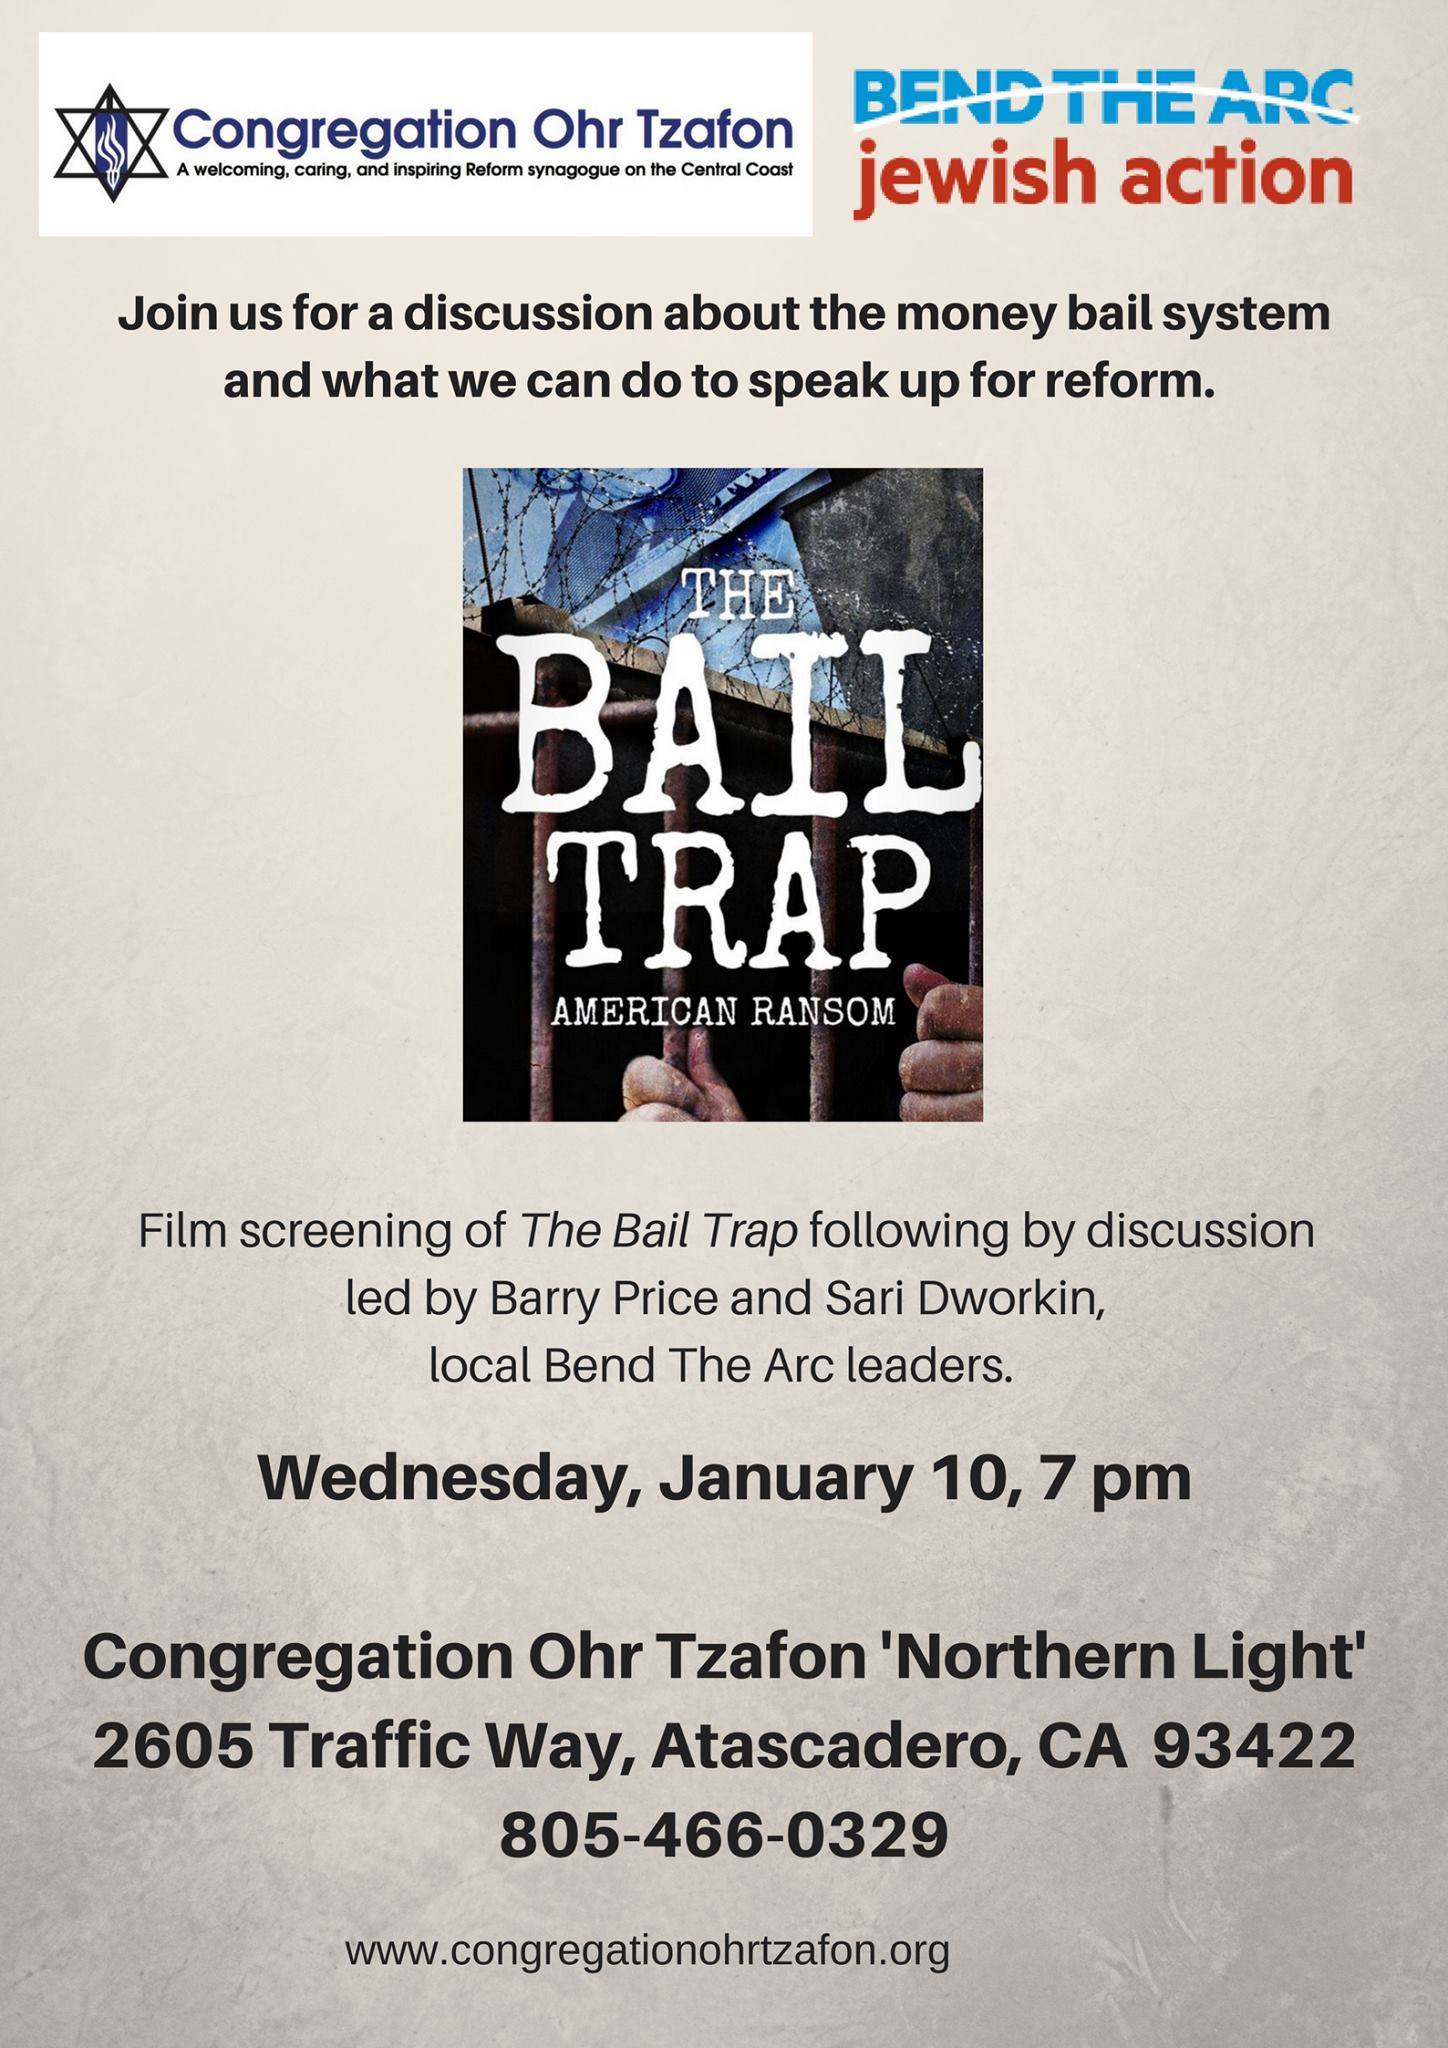 Congregation Ohr Tzafon
A welcoming, caring, and inspiring Reform synagogue on the Central Coast
BEND THE ARC
jewish action
Join us for a discussion about the money bail system
and what we can do to speak up for reform.
THE
BAIL
TRAP
AMERICAN RANSOM
Film screening of The Bail Trap following by discussion
led by Barry Price and Sari Dworkin,
local Bend The Arc leaders.
Wednesday, January 10, 7 pm
Congregation Ohr Tzafon 'Northern Light'
2605 Traffic Way, Atascadero, CA  93422
805-466-0329
www.congregationohrtzafon.org